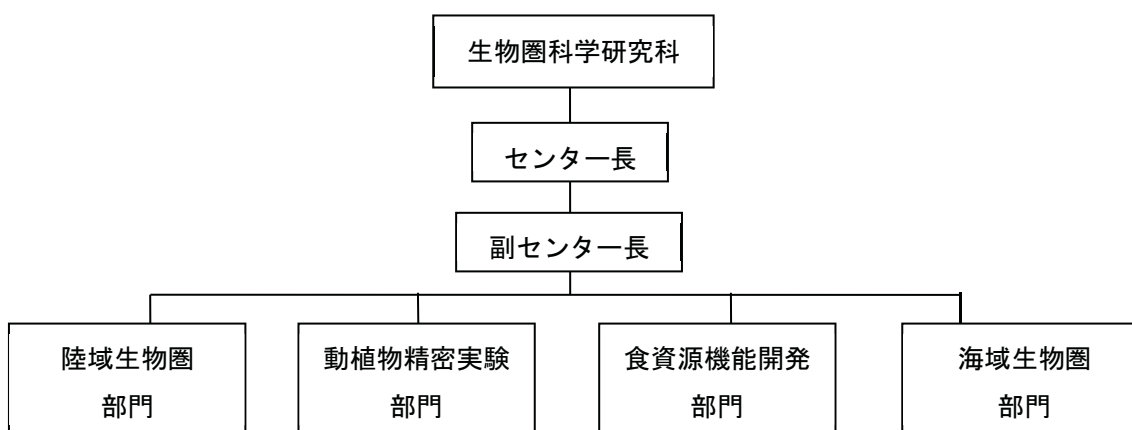 生物圏科学研究科
センター長
副センター長
陸域生物圏
部門
動植物精密実験
部門
食資源機能開発
部門
海域生物圏
部門